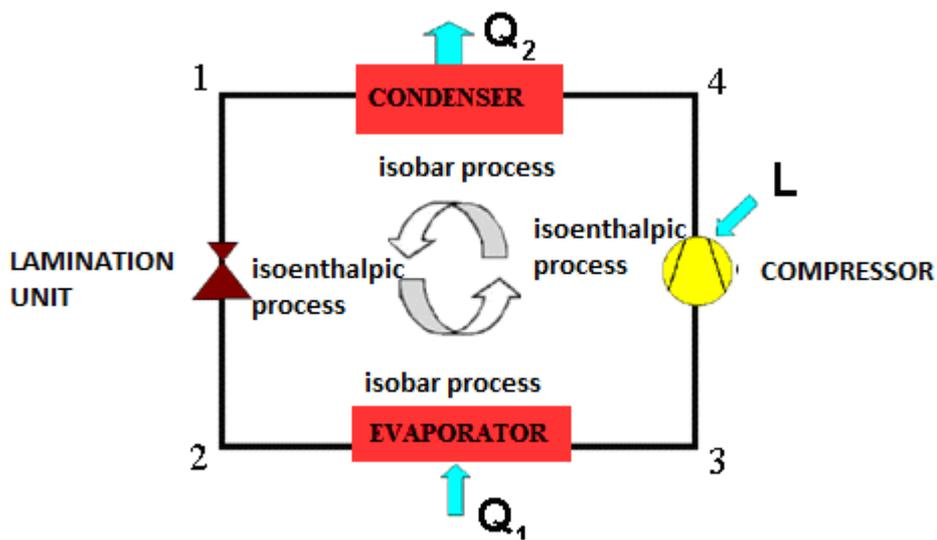 Q2
1
CONDENSER
4
isobar process
L
isoenthalpic
process
LAMINATION
UNIT
isoenthalpic
process
COMPRESSOR
isobar process
2
EVAPORATOR
3
Q1